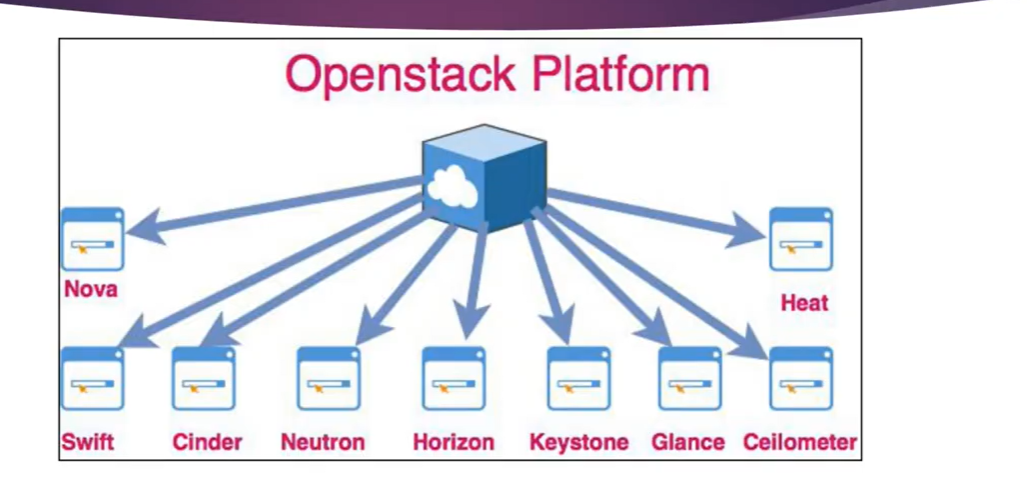 Openstack Platform
Nova
Heat
Swift
Cinder
Neutron
Horizon
Keystone
Glance
Ceilometer